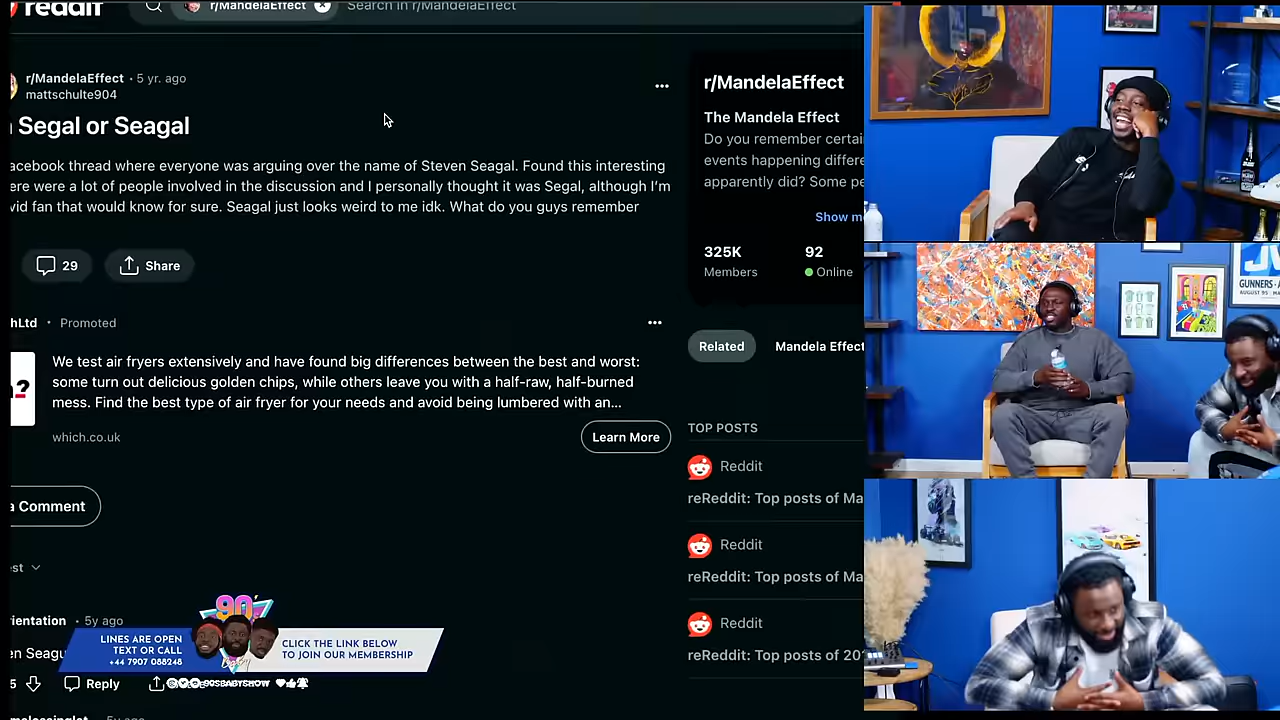 reddit
r/MandelaEffect
Search in r/MandelaEffect
r/MandelaEffect • 5 yr. ago
mattschulte904
Segal or Seagal
acebook thread where everyone was arguing over the name of Steven Seagal. Found this interesting
ere were a lot of people involved in the discussion and I personally thought it was Segal, although I'm
vid fan that would know for sure. Seagal just looks weird to me idk. What do you guys remember
29
Share
hLtd • Promoted
We test air fryers extensively and have found big differences between the best and worst:
some turn out delicious golden chips, while others leave you with a half-raw, half-burned
mess. Find the best type of air fryer for your needs and avoid being lumbered with an...
which.co.uk
Learn More
a Comment
est
ientation • 5y ago
en Seagu
5
Reply
r/MandelaEffect
The Mandela Effect
Do you remember certai
events happening differe
apparently did? Some pe
Show m
325K
92
Members
Online
Related
Mandela Effect
TOP POSTS
Reddit
reReddit: Top posts of Ma
Reddit
reReddit: Top posts of Ma
Reddit
reReddit: Top posts of 20
90'
LINES ARE OPEN
TEXT OR CALL
+44 7907 088248
CLICK THE LINK BELOW
TO JOIN OUR MEMBERSHIP
90SBABYSHOW
GUNNERS
AUGUST 95